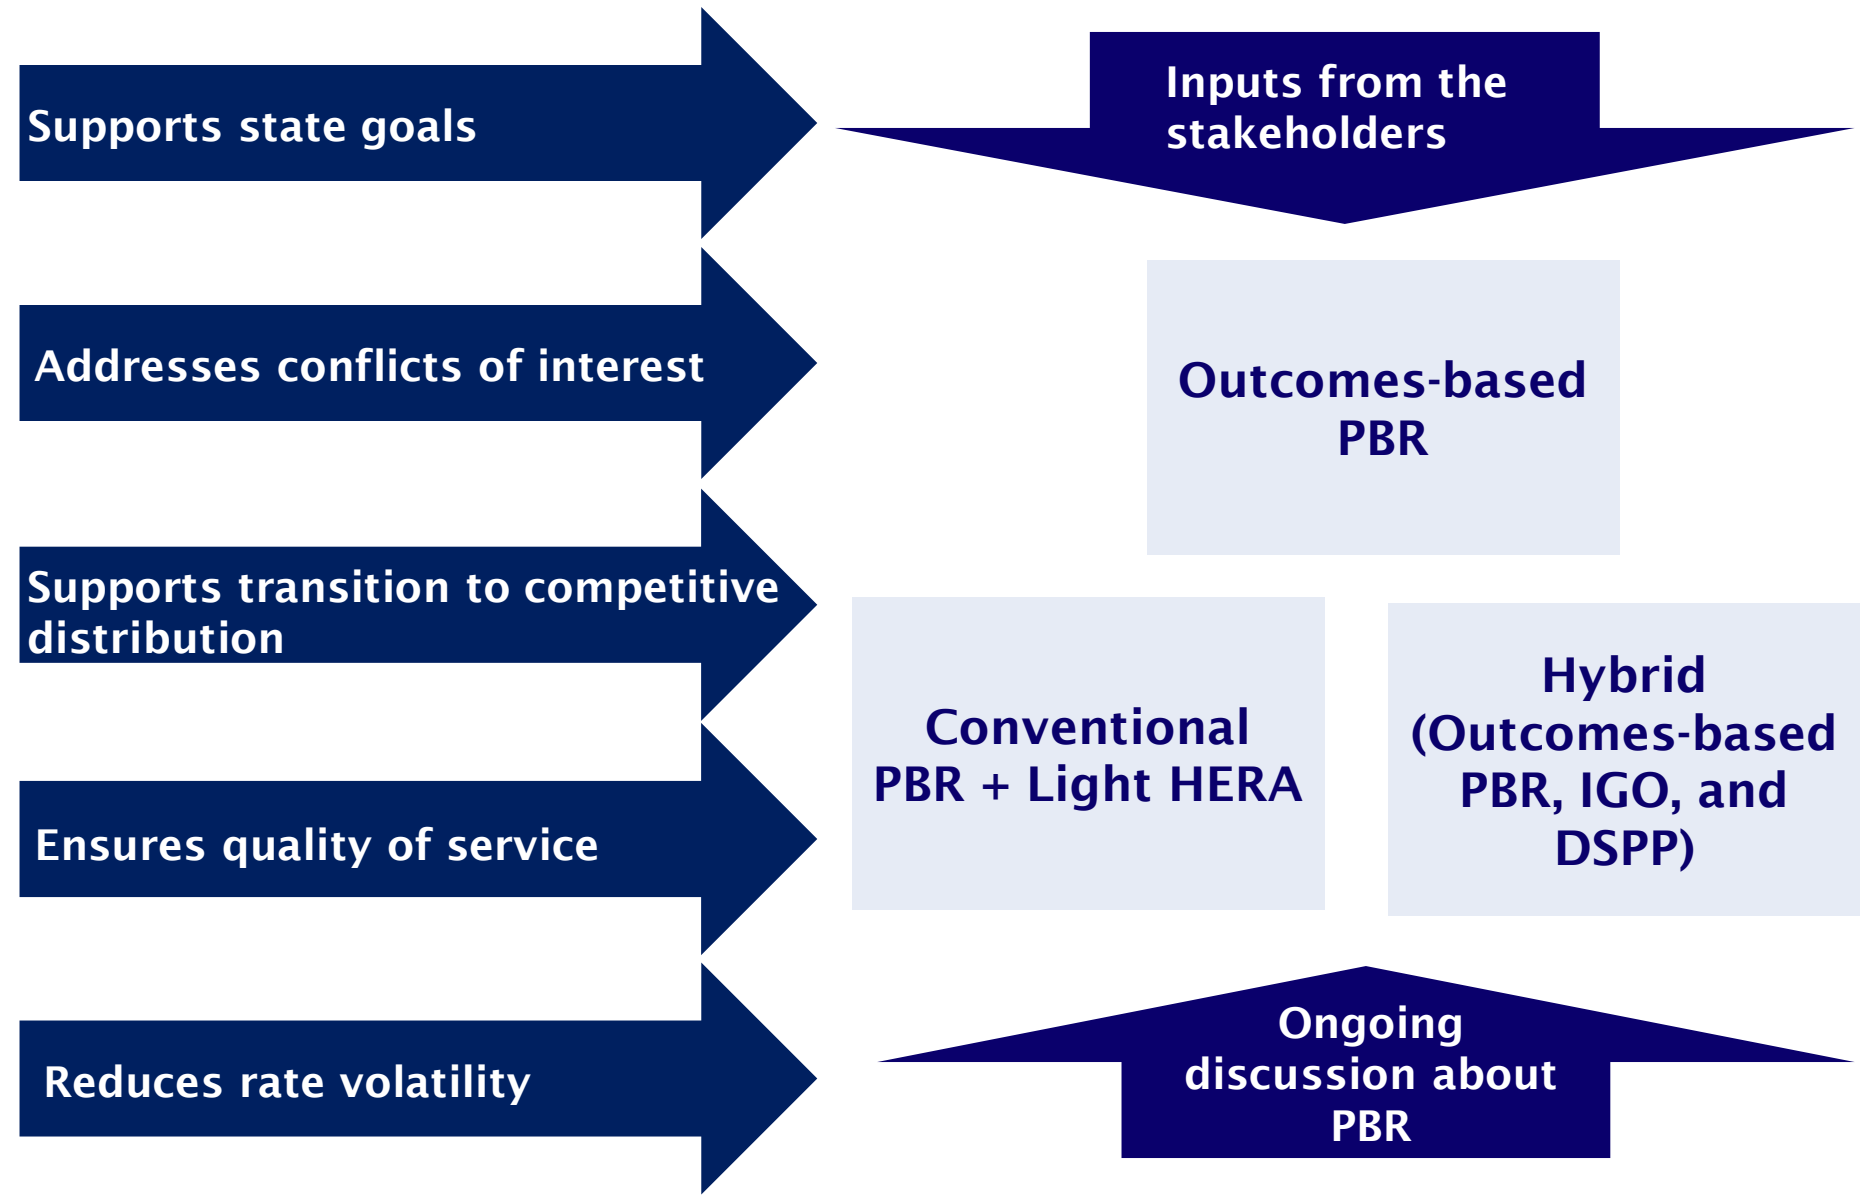 Supports state goals
Addresses conflicts of interest
Supports transition to competitive
distribution
Ensures quality of service
Reduces rate volatility
Inputs from the
stakeholders
Outcomes-based
PBR
Conventional
PBR + Light HERA
Hybrid
(Outcomes-based
PBR, IGO, and
DSPP)
Ongoing
discussion about
PBR